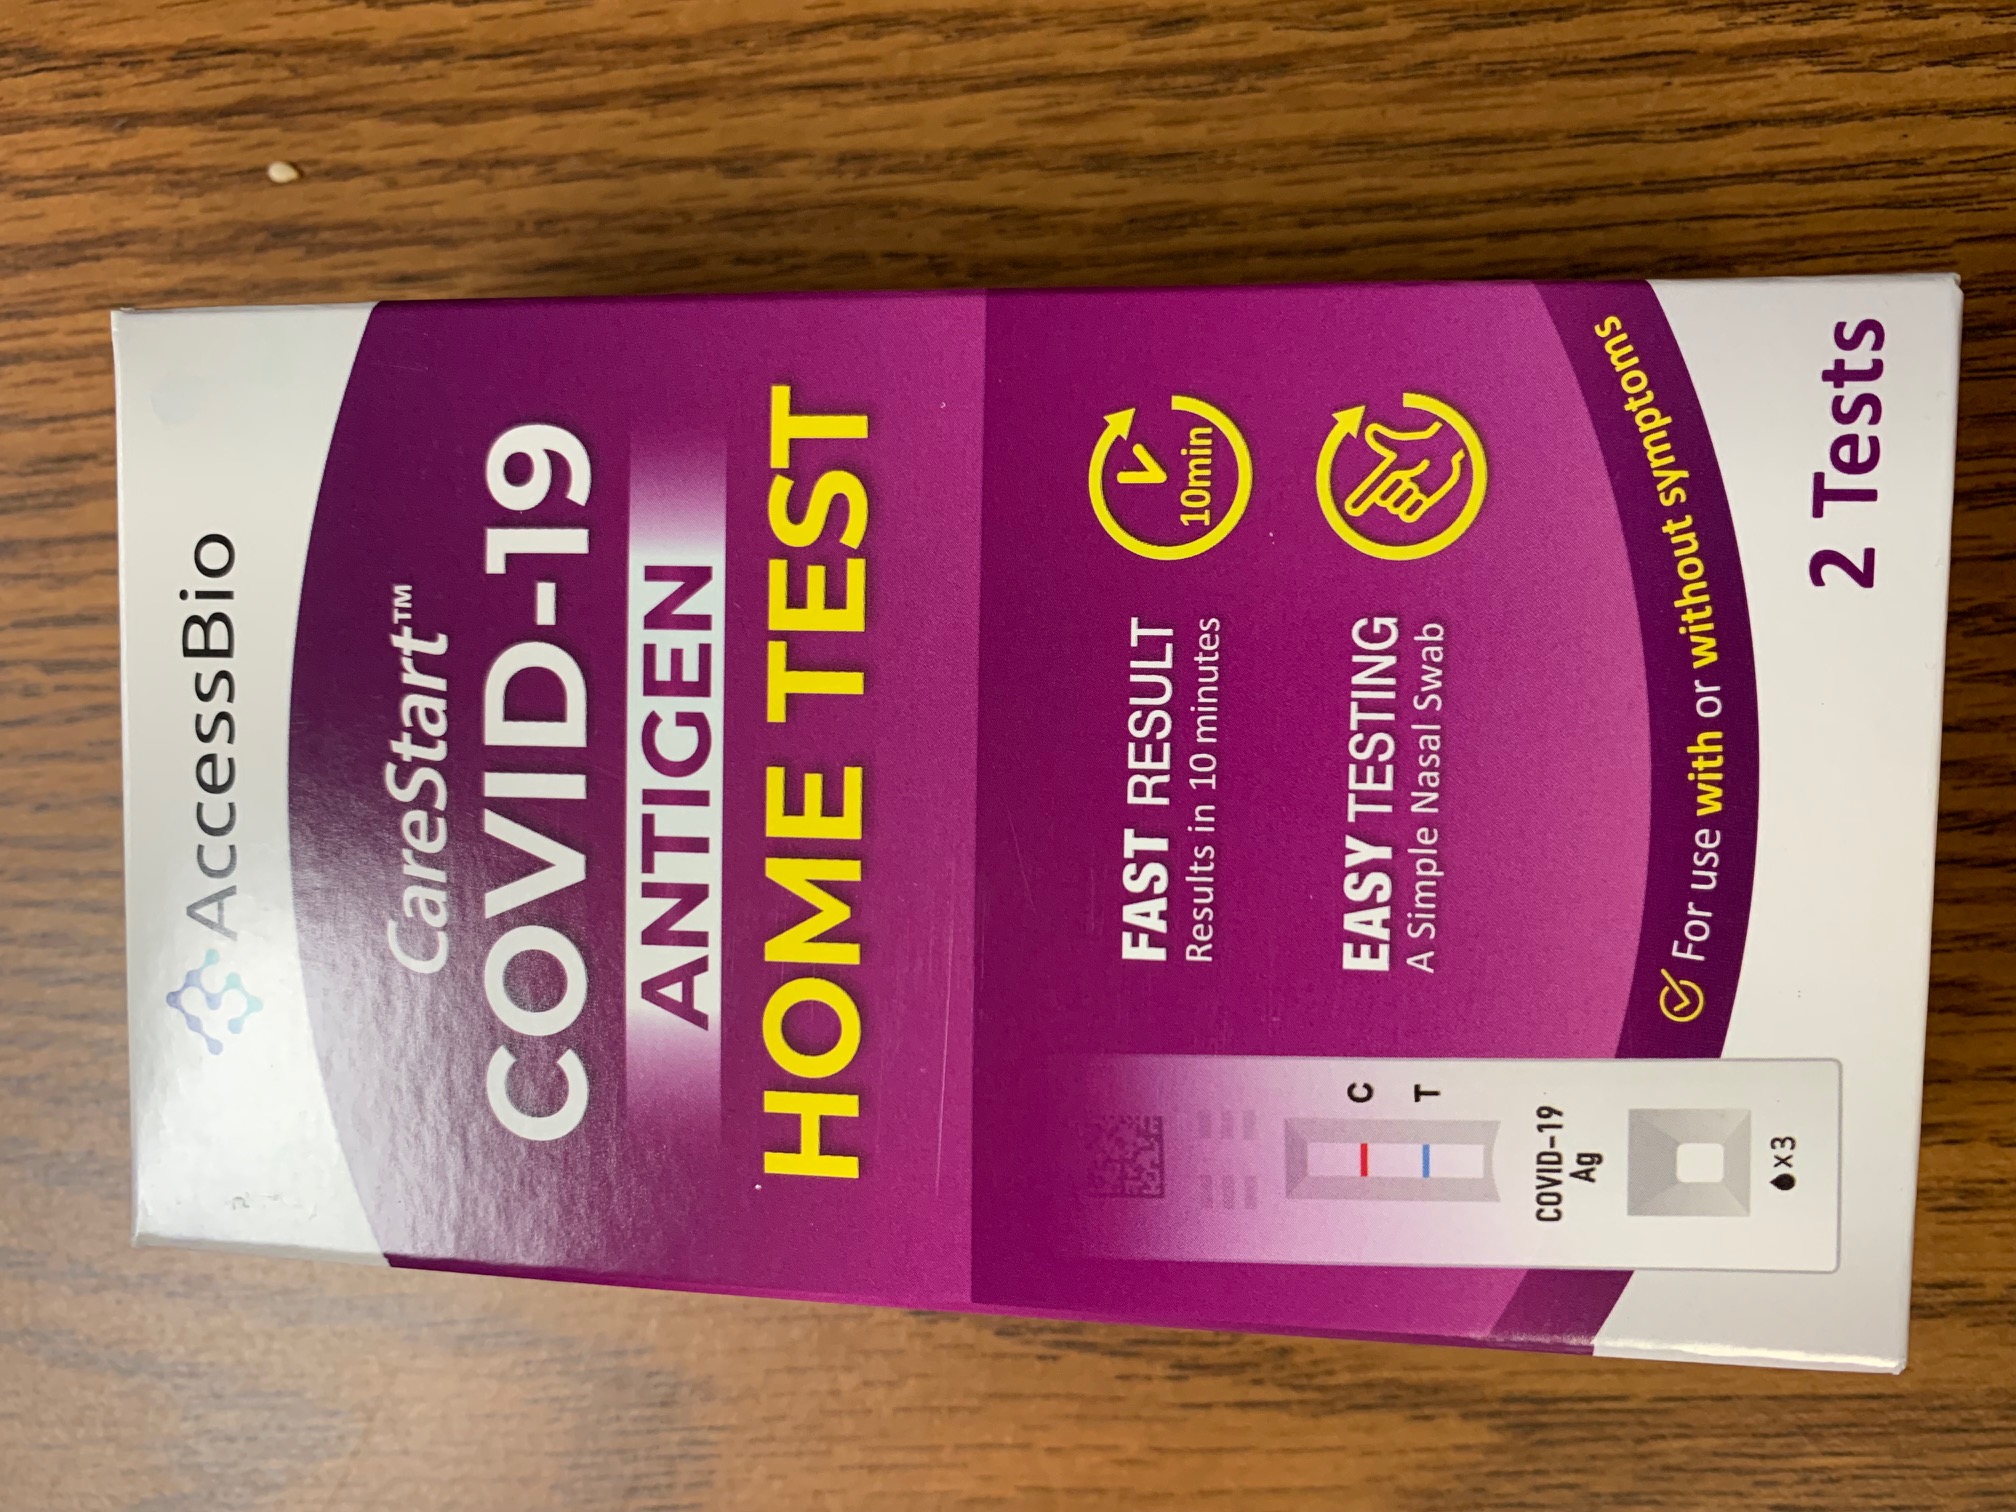 AccessBio
CareStart™
COVID-19
ANTIGEN
HOME TEST
FAST RESULT
Results in 10 minutes
10min
EASY TESTING
A Simple Nasal Swab
C
T
COVID-19
Ag
x3
For use with or without symptoms
2 Tests